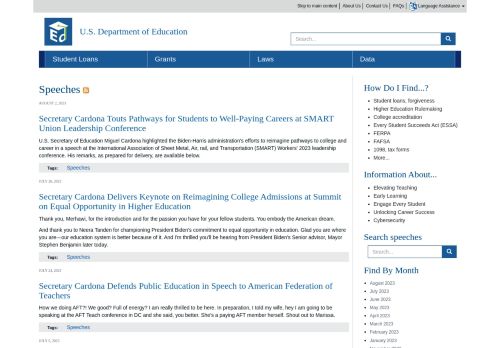 Skip to main content | About Us | Contact Us | FAQs | Language Assistance
U.S. Department of Education
Search...
Student Loans
Grants
Laws
Data
Speeches
AUGUST 2, 2023
Secretary Cardona Touts Pathways for Students to Well-Paying Careers at SMART
Union Leadership Conference
U.S. Secretary of Education Miguel Cardona highlighted the Biden-Harris administration's efforts to reimagine pathways to college and
career in a speech at the International Association of Sheet Metal, Air, rail, and Transportation (SMART) Workers' 2023 leadership
conference. His remarks, as prepared for delivery, are available below.
Tags: Speeches
Secretary Cardona Delivers Keynote on Reimagining College Admissions at Summit
on Equal Opportunity in Higher Education
Thank you, Merhawi, for the introduction and for the passion you have for your fellow students. You embody the American dream.
And thank you to Neera Tanden for championing President Biden's commitment to equal opportunity in education. Glad you are where
you are—our education system is better because of it. And I'm thrilled you'll be hearing from President Biden's Senior advisor, Mayor
Stephen Benjamin later today.
Tags: Speeches
JULY 24, 2023
Secretary Cardona Defends Public Education in Speech to American Federation of
Teachers
How we doing AFT?! We good? Full of energy? I am really thrilled to be here. In preparation, I told my wife, hey I am going to be
speaking at the AFT Teach conference in DC and she said, you better. She's a paying AFT member herself. Shout out to Marissa.
Tags: Speeches
How Do I Find...?
Student loans, forgiveness
Higher Education Rulemaking
College accreditation
Every Student Succeeds Act (ESSA)
FERPA
FAFSA
1098, tax forms
More...
Information About...
Elevating Teaching
Early Learning
Engage Every Student
Unlocking Career Success
Cybersecurity
Search speeches
Search...
Find By Month
August 2023
July 2023
June 2023
May 2023
April 2023
March 2023
February 2023
January 2023